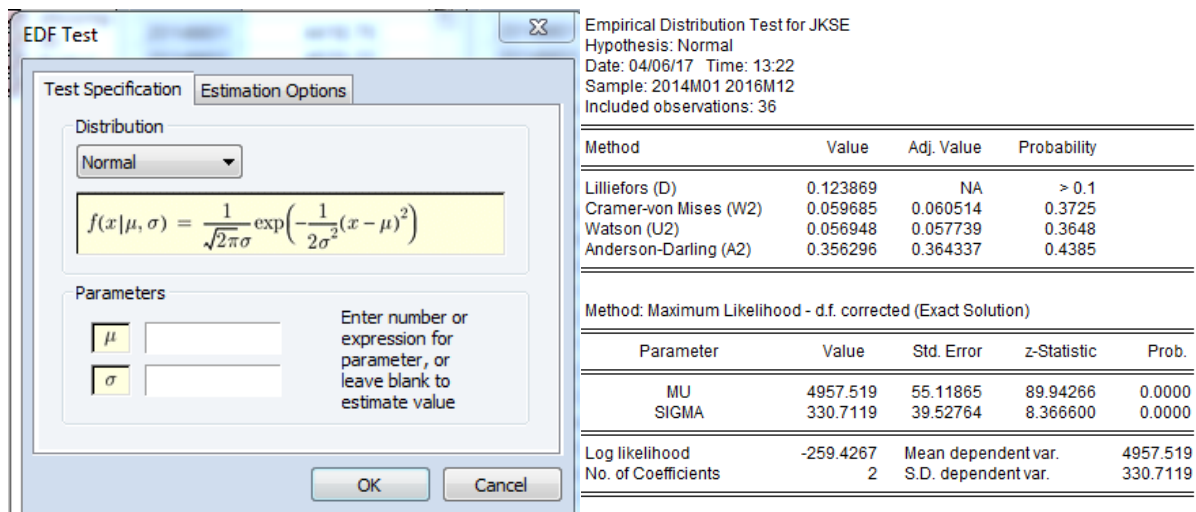 EDF Test
Test Specification
Estimation Options
Distribution
Normal
f(x|μ, σ) = 1/(√2π σ) exp(−1/(2σ²) (x − μ)²)
Parameters
μ
σ
Enter number or
expression for
parameter, or
leave blank to
estimate value
OK Cancel
Empirical Distribution Test for JKSE
Hypothesis: Normal
Date: 04/06/17 Time: 13:22
Sample: 2014M01 2016M12
Included observations: 36
Method Value Adj. Value Probability
Lilliefors (D) 0.123869 NA > 0.1
Cramer-von Mises (W2) 0.059685 0.060514 0.3725
Watson (U2) 0.056948 0.057739 0.3648
Anderson-Darling (A2) 0.356296 0.364337 0.4385
Method: Maximum Likelihood - d.f. corrected (Exact Solution)
Parameter Value Std. Error z-Statistic Prob.
MU 4957.519 55.11865 89.94266 0.0000
SIGMA 330.7119 39.52764 8.366600 0.0000
Log likelihood -259.4267 Mean dependent var. 4957.519
No. of Coefficients 2 S.D. dependent var. 330.7119